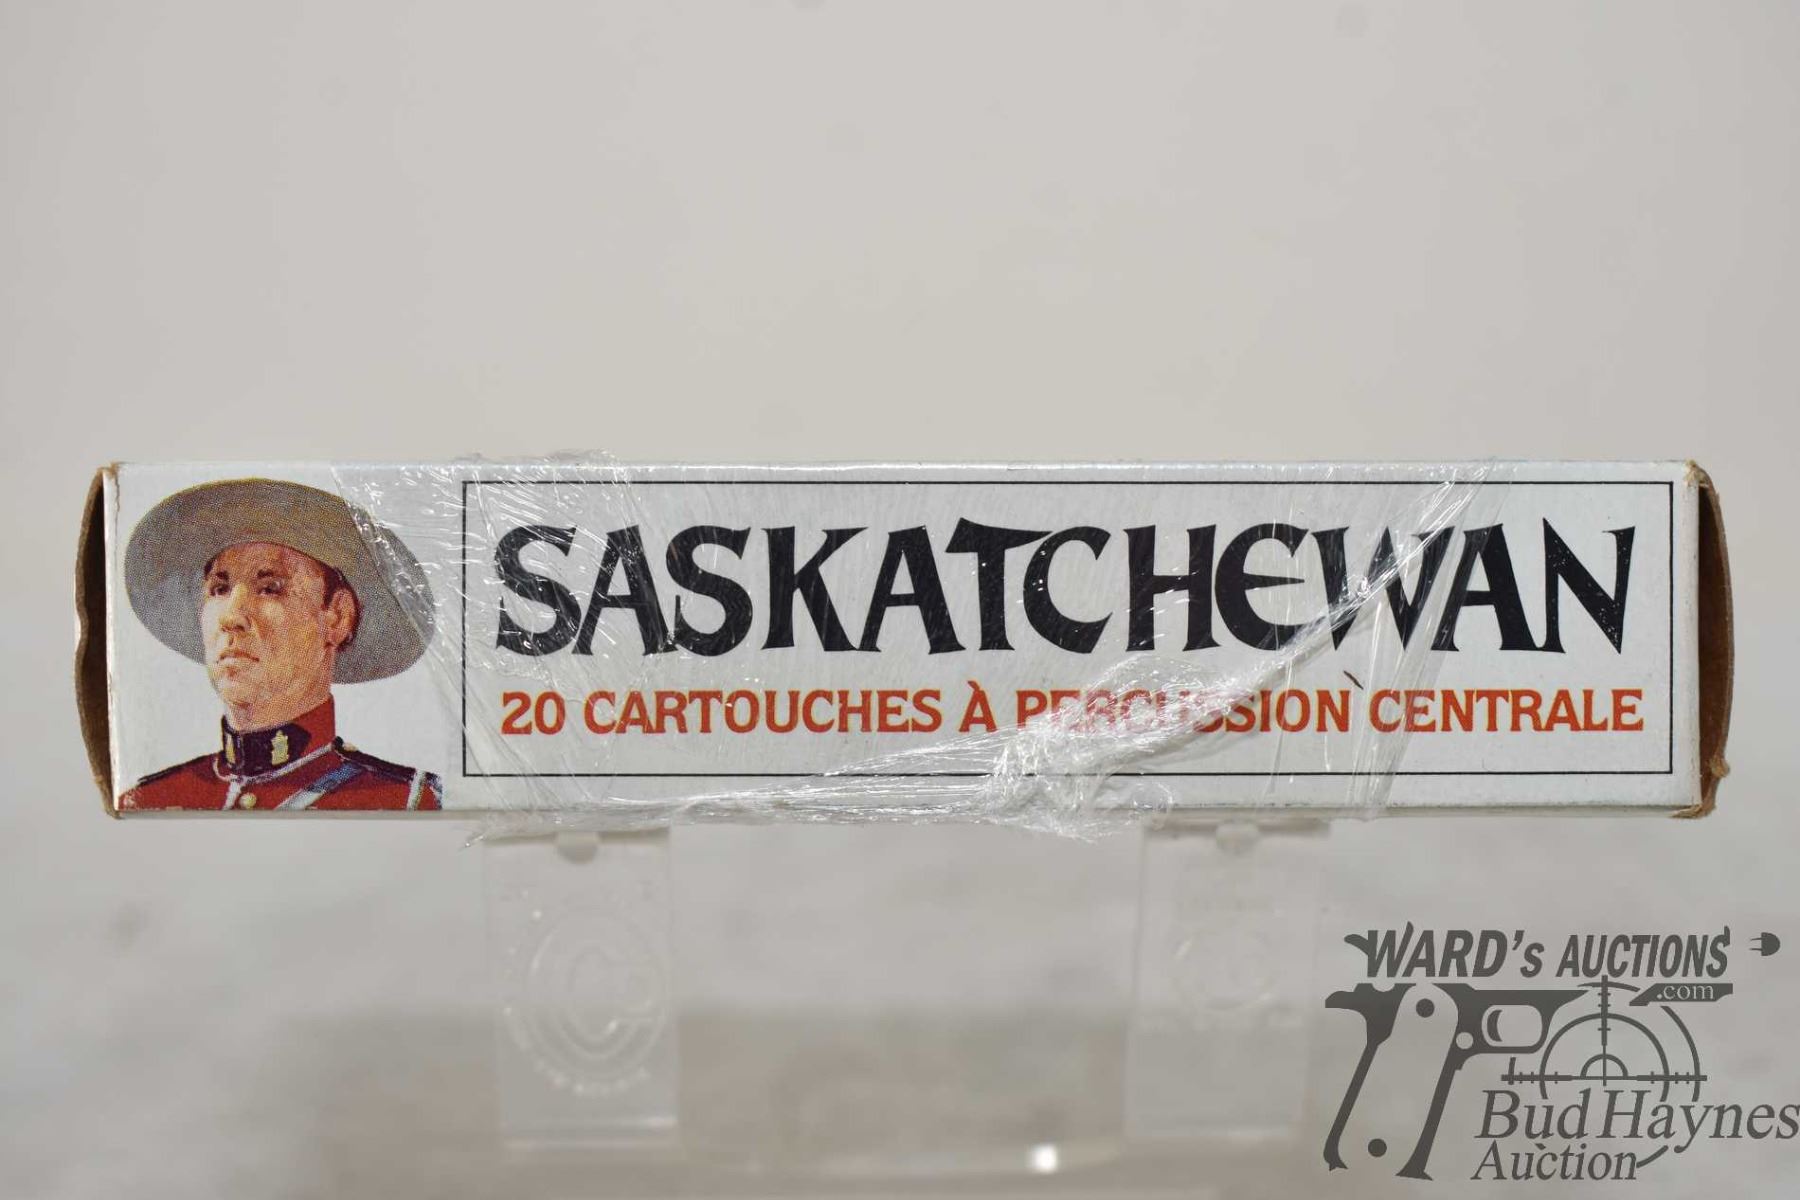 SASKATCHEWAN
20 CARTOUCHES À PERCUSSION CENTRALE
WARD's AUCTIONS
.com
Bud Haynes
Auction